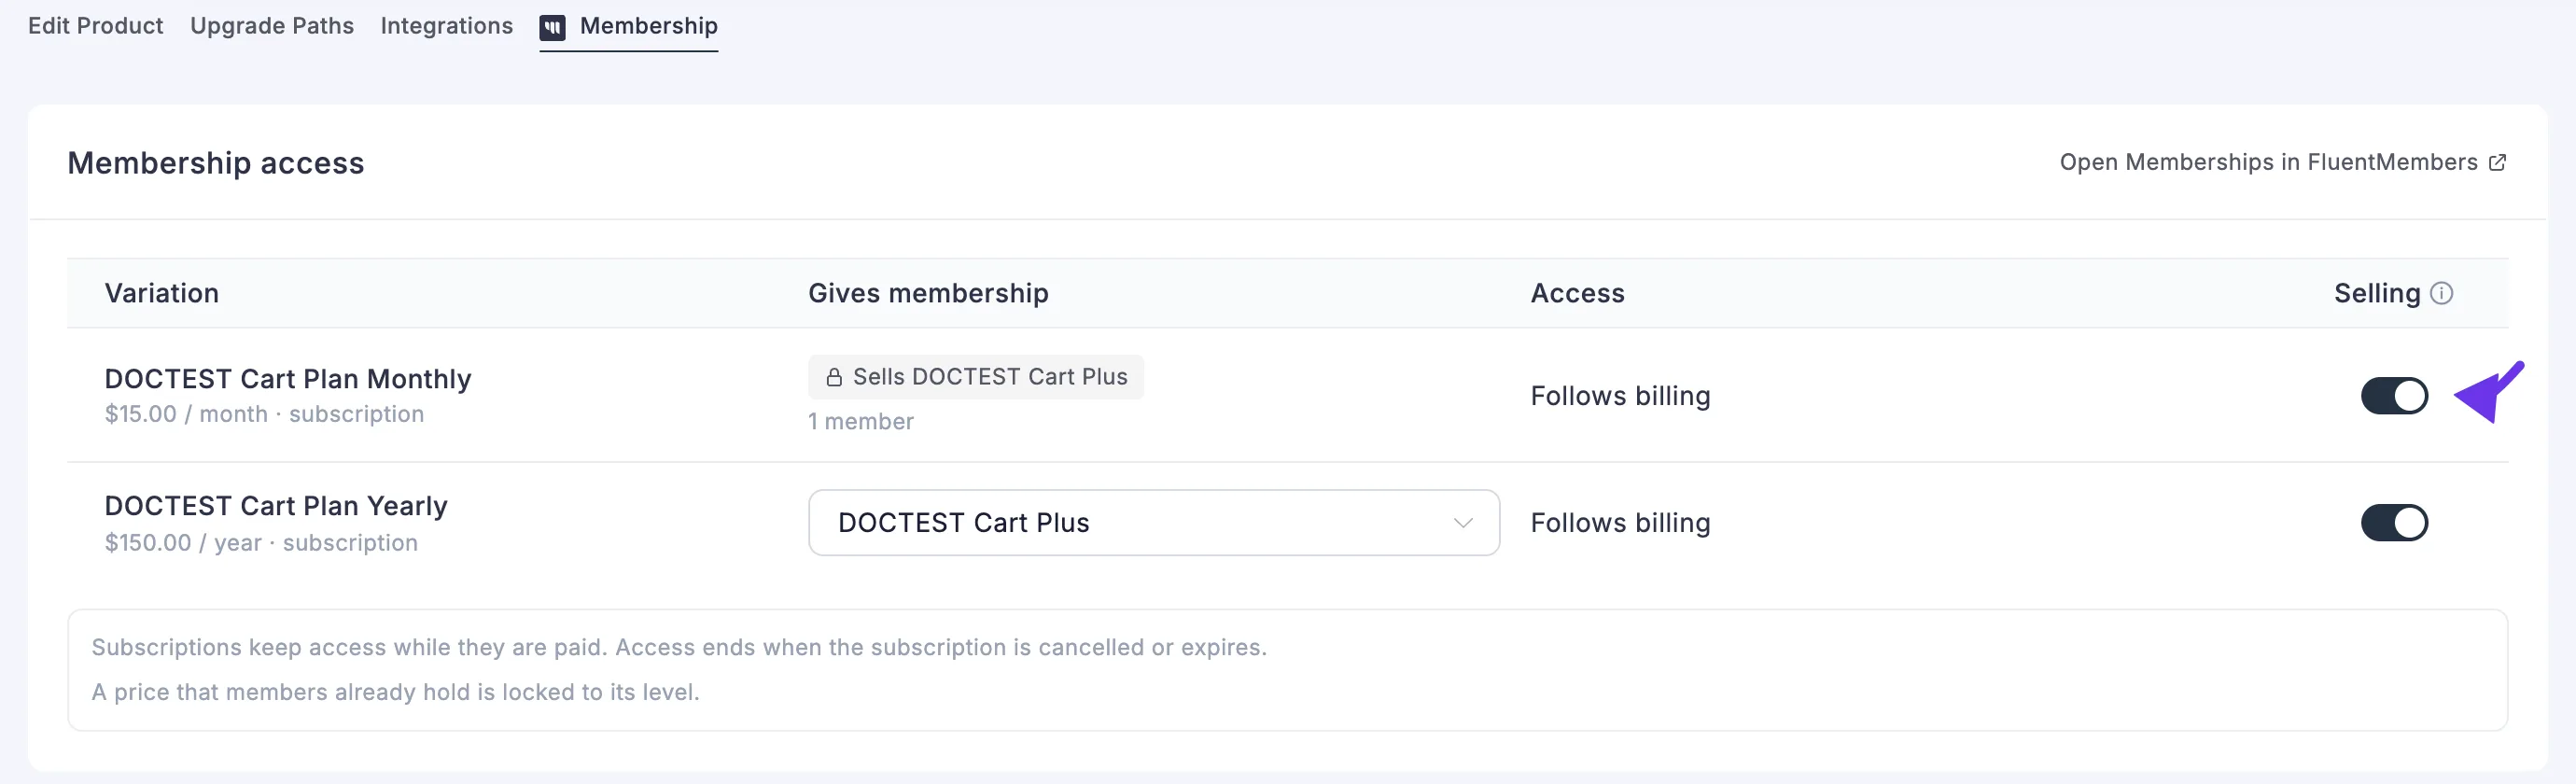 Edit Product Upgrade Paths Integrations Membership
Membership access
Open Memberships in FluentMembers
Variation Gives membership Access Selling
DOCTEST Cart Plan Monthly
$15.00 / month · subscription
Sells DOCTEST Cart Plus
1 member
Follows billing
DOCTEST Cart Plan Yearly
$150.00 / year · subscription
DOCTEST Cart Plus
Follows billing
Subscriptions keep access while they are paid. Access ends when the subscription is cancelled or expires.
A price that members already hold is locked to its level.